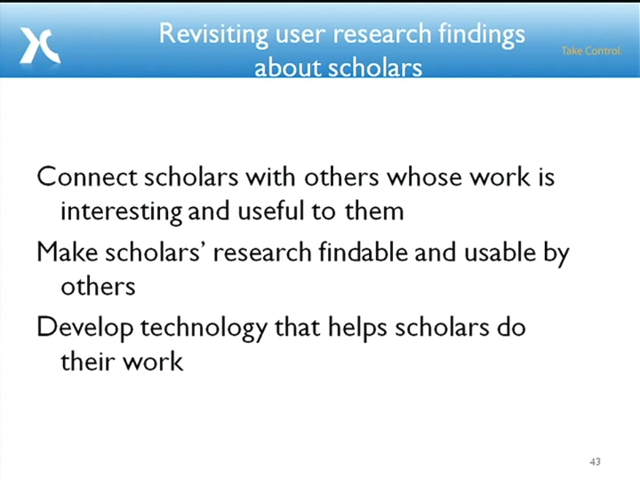 Revisiting user research findings
about scholars
Take Control.
Connect scholars with others whose work is
interesting and useful to them
Make scholars’ research findable and usable by
others
Develop technology that helps scholars do
their work
43